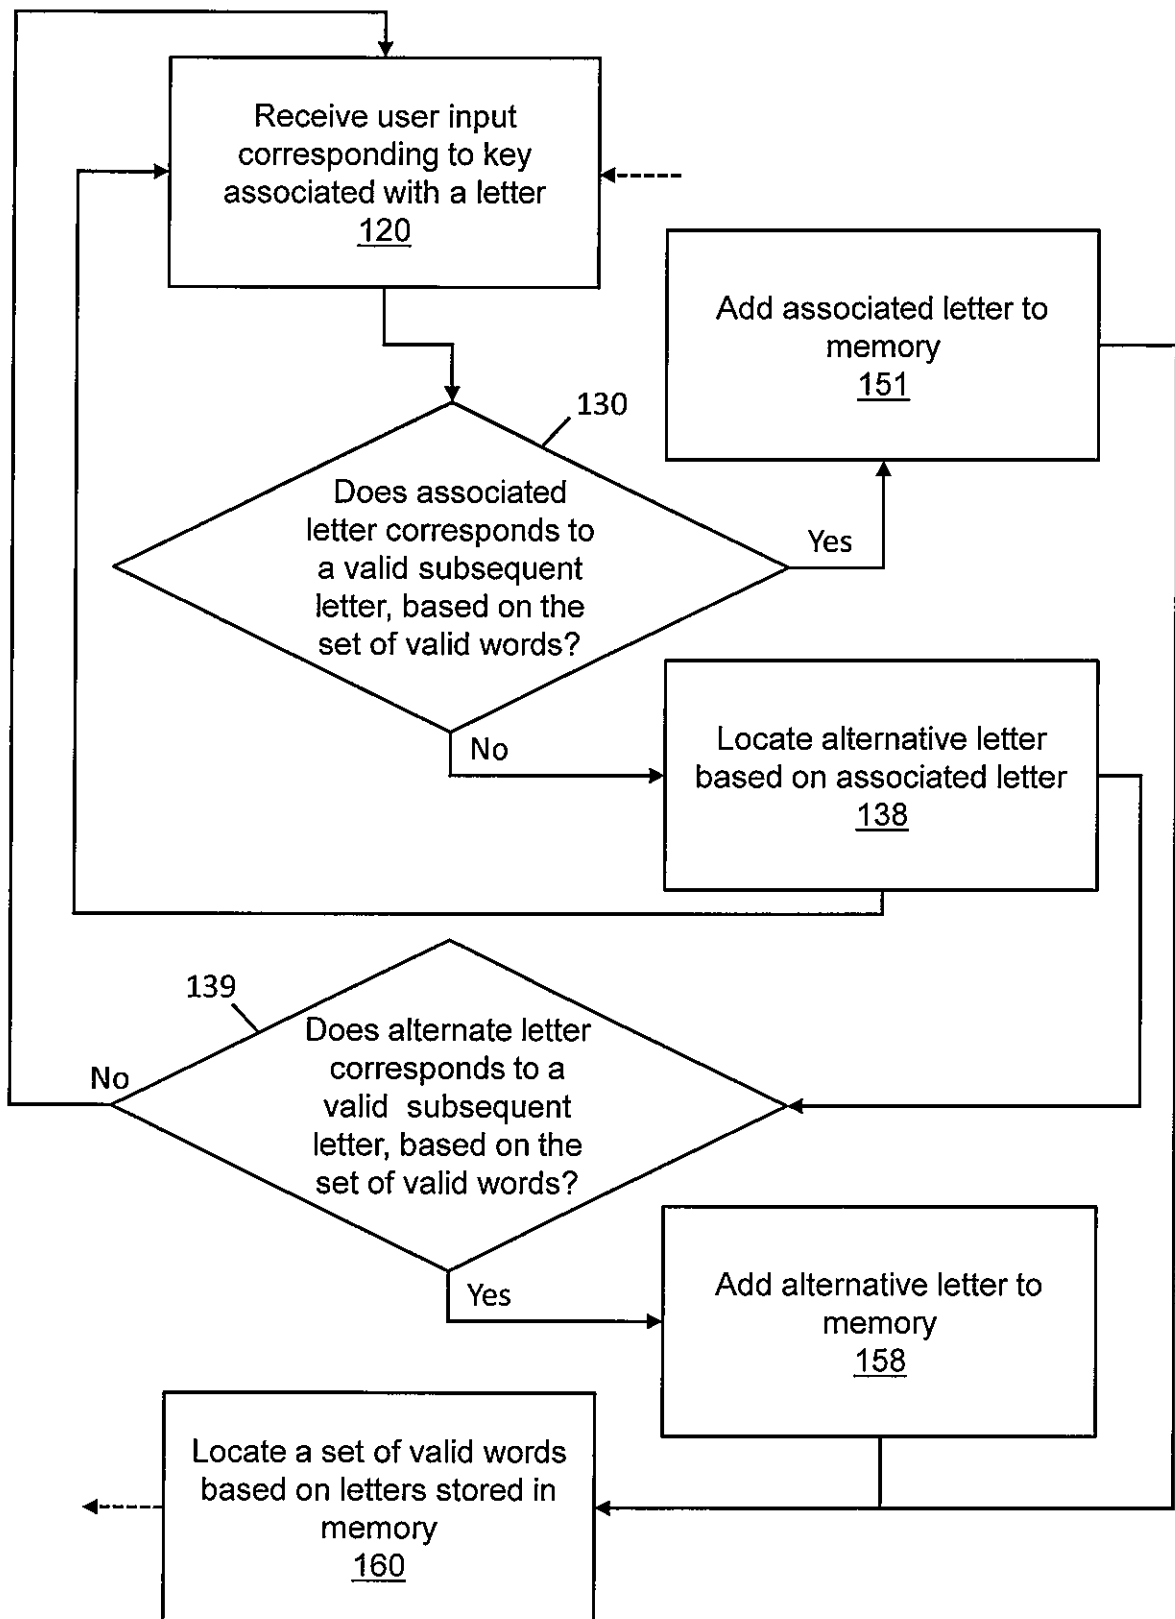 Receive user input
corresponding to key
associated with a letter
120
Add associated letter to
memory
151
130
Does associated
letter corresponds to
a valid subsequent
letter, based on the
set of valid words?
Yes
No
Locate alternative letter
based on associated letter
138
139
Does alternate letter
corresponds to a
valid subsequent
letter, based on the
set of valid words?
No
Yes
Add alternative letter to
memory
158
Locate a set of valid words
based on letters stored in
memory
160